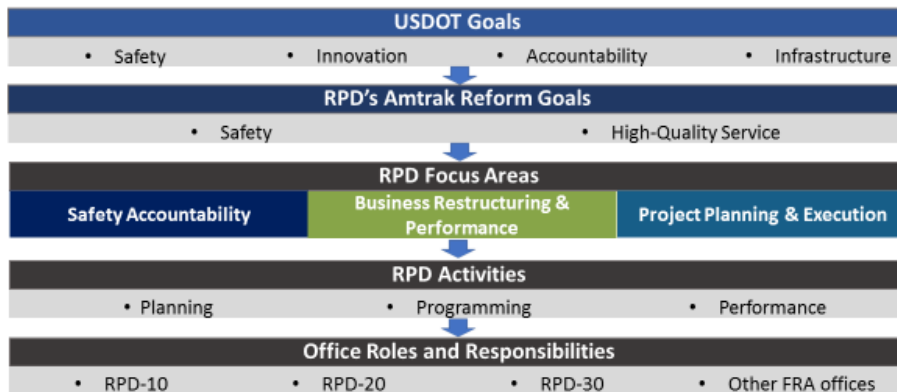 USDOT Goals
• Safety • Innovation • Accountability • Infrastructure
RPD's Amtrak Reform Goals
• Safety • High-Quality Service
RPD Focus Areas
Safety Accountability
Business Restructuring &
Performance
Project Planning & Execution
RPD Activities
• Planning • Programming • Performance
Office Roles and Responsibilities
• RPD-10 • RPD-20 • RPD-30 • Other FRA offices